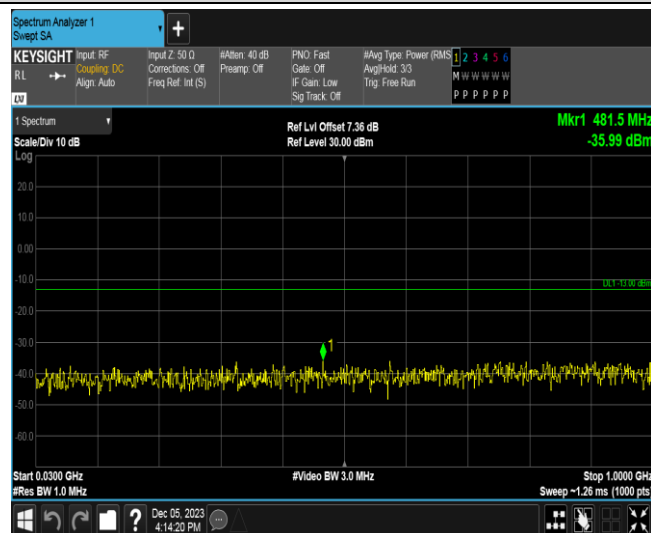 Spectrum Analyzer 1
Swept SA
+
KEYSIGHT Input: RF Input Z: 50 Ω #Atten: 40 dB PNO: Fast #Avg Type: Power (RMS 1 2 3 4 5 6
RL Coupling: DC Corrections: Off Preamp: Off Gate: Off Avg|Hold: 3/3 M W W W W W
Align: Auto Freq Ref: Int (S) IF Gain: Low Trig: Free Run
Sig Track: Off P P P P P P
1 Spectrum Ref Lvl Offset 7.36 dB Mkr1 481.5 MHz
Scale/Div 10 dB Ref Level 30.00 dBm -35.99 dBm
Log
20.0
10.0
0.00
-10.0
DL1 -13.00 dBm
-20.0
-30.0
1
-40.0
-50.0
-60.0
Start 0.0300 GHz #Video BW 3.0 MHz Stop 1.0000 GHz
#Res BW 1.0 MHz Sweep ~1.26 ms (1000 pts
? Dec 05, 2023
4:14:20 PM